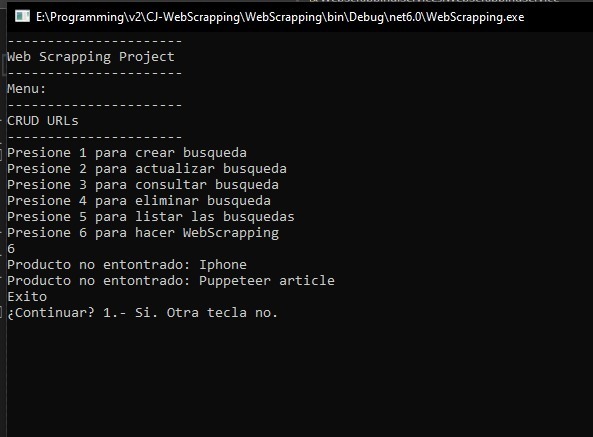 E:\Programming\v2\CJ-WebScrapping\WebScrapping\bin\Debug\net6.0\WebScrapping.exe
----------------------
Web Scrapping Project
----------------------
Menu:
----------------------
CRUD URLs
----------------------
Presione 1 para crear busqueda
Presione 2 para actualizar busqueda
Presione 3 para consultar busqueda
Presione 4 para eliminar busqueda
Presione 5 para listar las busquedas
Presione 6 para hacer WebScrapping
6
Producto no entontrado: Iphone
Producto no entontrado: Puppeteer article
Exito
¿Continuar? 1.- Si. Otra tecla no.